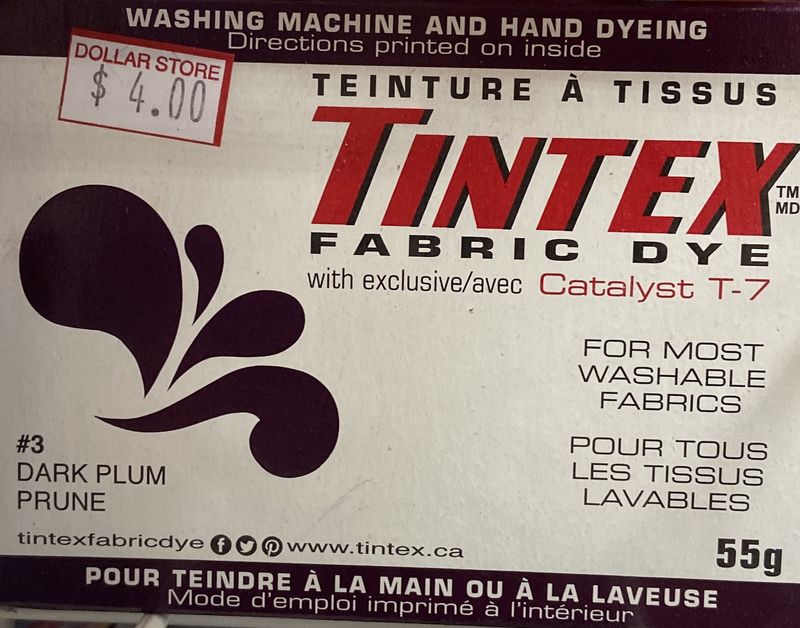 WASHING MACHINE AND HAND DYEING
Directions printed on inside
DOLLAR STORE
$ 4.00
TEINTURE À TISSUS
TINTEX TM MD
FABRIC DYE
with exclusive/avec Catalyst T-7
FOR MOST
WASHABLE
FABRICS
POUR TOUS
LES TISSUS
LAVABLES
#3
DARK PLUM
PRUNE
tintexfabricdye www.tintex.ca
55g
POUR TEINDRE À LA MAIN OU À LA LAVEUSE
Mode d'emploi imprimé à l'intérieur